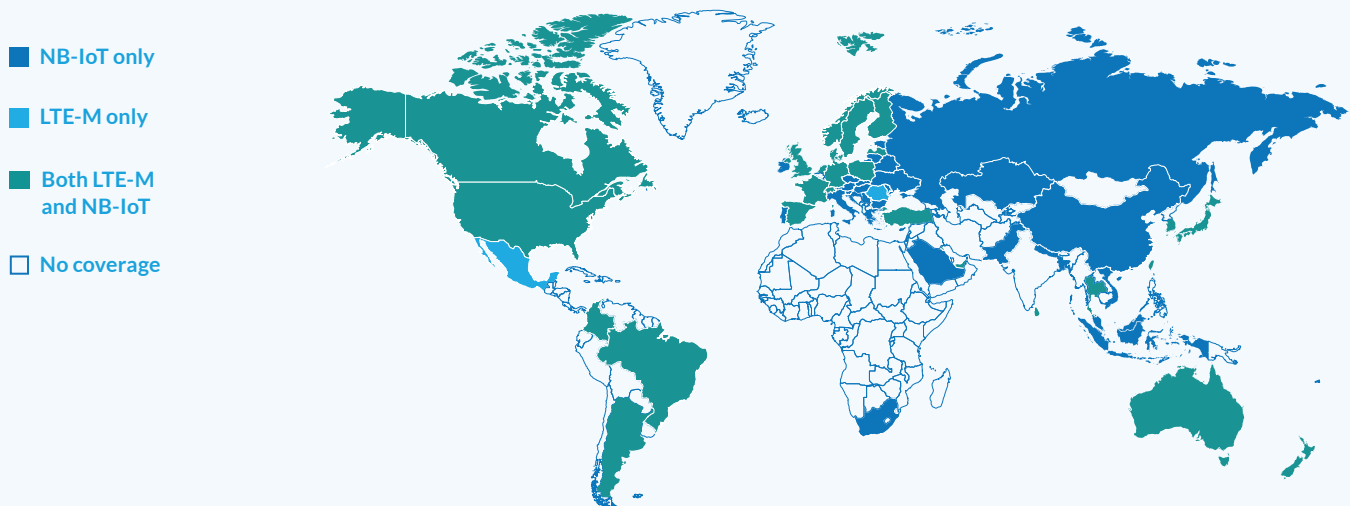 NB-IoT only
LTE-M only
Both LTE-M
and NB-IoT
No coverage